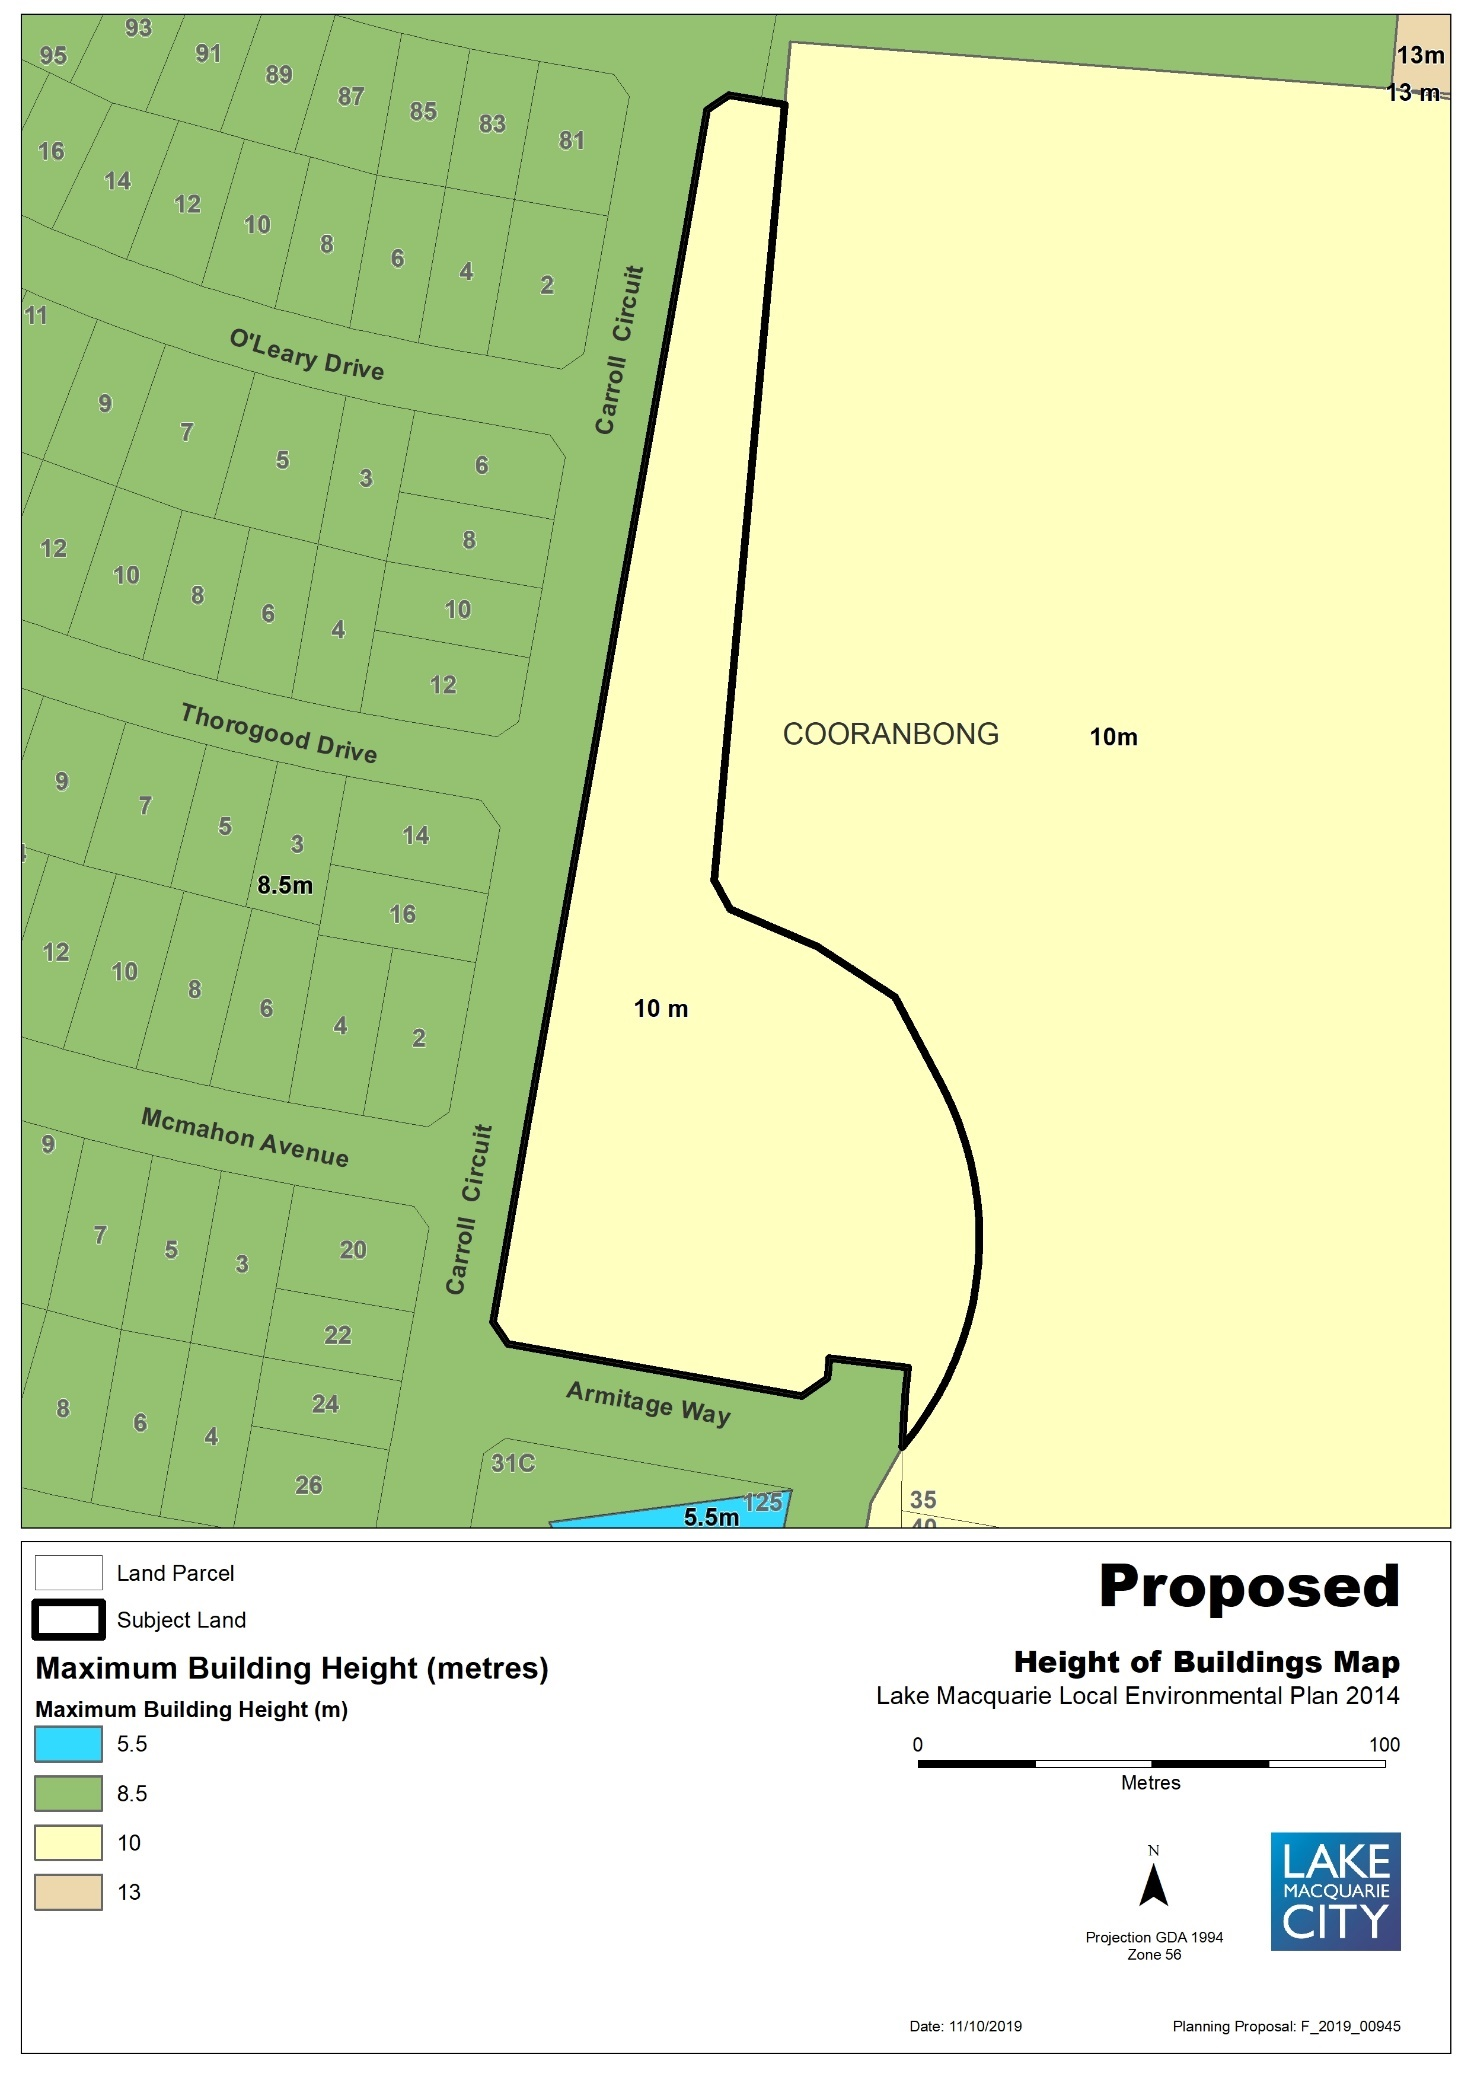 93
95
91
89
87
85
83
81
13m
13 m
16
14
12
10
8
6
4
2
11
O'Leary Drive
Carroll Circuit
9
7
5
3
6
8
12
10
8
6
4
10
12
Thorogood Drive
COORANBONG
10m
9
7
5
3
14
8.5m
16
12
10
8
6
4
2
10 m
Mcmahon Avenue
Carroll Circuit
9
7
5
3
20
22
8
6
4
24
26
Armitage Way
31C
125
5.5m
35
40
Land Parcel
Subject Land
Maximum Building Height (metres)
Maximum Building Height (m)
5.5
8.5
10
13
Proposed
Height of Buildings Map
Lake Macquarie Local Environmental Plan 2014
0 100
Metres
N
Projection GDA 1994
Zone 56
LAKE
MACQUARIE
CITY
Date: 11/10/2019
Planning Proposal: F_2019_00945